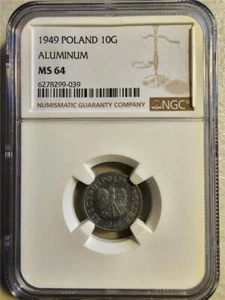 1949 POLAND 10G
ALUMINUM
MS 64
6278299-039
NUMISMATIC GUARANTY COMPANY
NGC